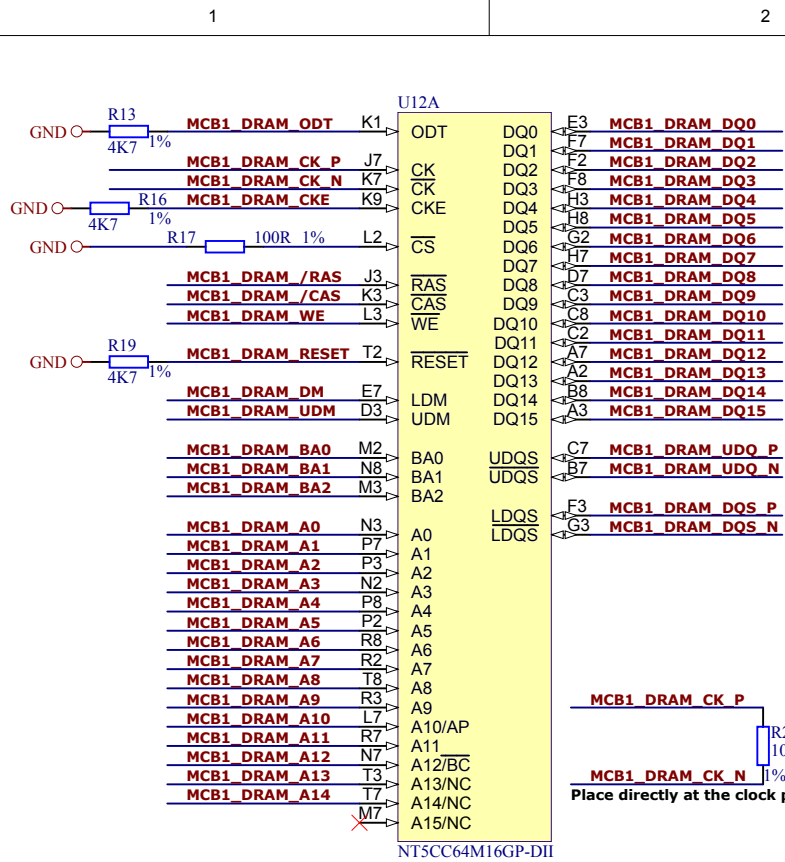 1 2
U12A
R13
GND 4K7 1% MCB1_DRAM_ODT K1 ODT
MCB1_DRAM_CK_P J7 CK
MCB1_DRAM_CK_N K7 CK
GND 4K7 R16 1% MCB1_DRAM_CKE K9 CKE
GND R17 100R 1% L2 CS
MCB1_DRAM_/RAS J3 RAS
MCB1_DRAM_/CAS K3 CAS
MCB1_DRAM_WE L3 WE
R19
GND 4K7 1% MCB1_DRAM_RESET T2 RESET
MCB1_DRAM_DM E7 LDM
MCB1_DRAM_UDM D3 UDM
MCB1_DRAM_BA0 M2 BA0
MCB1_DRAM_BA1 N8 BA1
MCB1_DRAM_BA2 M3 BA2
MCB1_DRAM_A0 N3 A0
MCB1_DRAM_A1 P7 A1
MCB1_DRAM_A2 P3 A2
MCB1_DRAM_A3 N2 A3
MCB1_DRAM_A4 P8 A4
MCB1_DRAM_A5 P2 A5
MCB1_DRAM_A6 R8 A6
MCB1_DRAM_A7 R2 A7
MCB1_DRAM_A8 T8 A8
MCB1_DRAM_A9 R3 A9
MCB1_DRAM_A10 L7 A10/AP
MCB1_DRAM_A11 R7 A11
MCB1_DRAM_A12 N7 A12/BC
MCB1_DRAM_A13 T3 A13/NC
MCB1_DRAM_A14 T7 A14/NC
M7 A15/NC
DQ0 E3 MCB1_DRAM_DQ0
DQ1 F7 MCB1_DRAM_DQ1
DQ2 F2 MCB1_DRAM_DQ2
DQ3 F8 MCB1_DRAM_DQ3
DQ4 H3 MCB1_DRAM_DQ4
DQ5 H8 MCB1_DRAM_DQ5
DQ6 G2 MCB1_DRAM_DQ6
DQ7 H7 MCB1_DRAM_DQ7
DQ8 D7 MCB1_DRAM_DQ8
DQ9 C3 MCB1_DRAM_DQ9
DQ10 C8 MCB1_DRAM_DQ10
DQ11 C2 MCB1_DRAM_DQ11
DQ12 A7 MCB1_DRAM_DQ12
DQ13 A2 MCB1_DRAM_DQ13
DQ14 B8 MCB1_DRAM_DQ14
DQ15 A3 MCB1_DRAM_DQ15
UDQS C7 MCB1_DRAM_UDQ_P
UDQS B7 MCB1_DRAM_UDQ_N
LDQS F3 MCB1_DRAM_DQS_P
LDQS G3 MCB1_DRAM_DQS_N
NT5CC64M16GP-DII
MCB1_DRAM_CK_P
1%
MCB1_DRAM_CK_N
Place directly at the clock